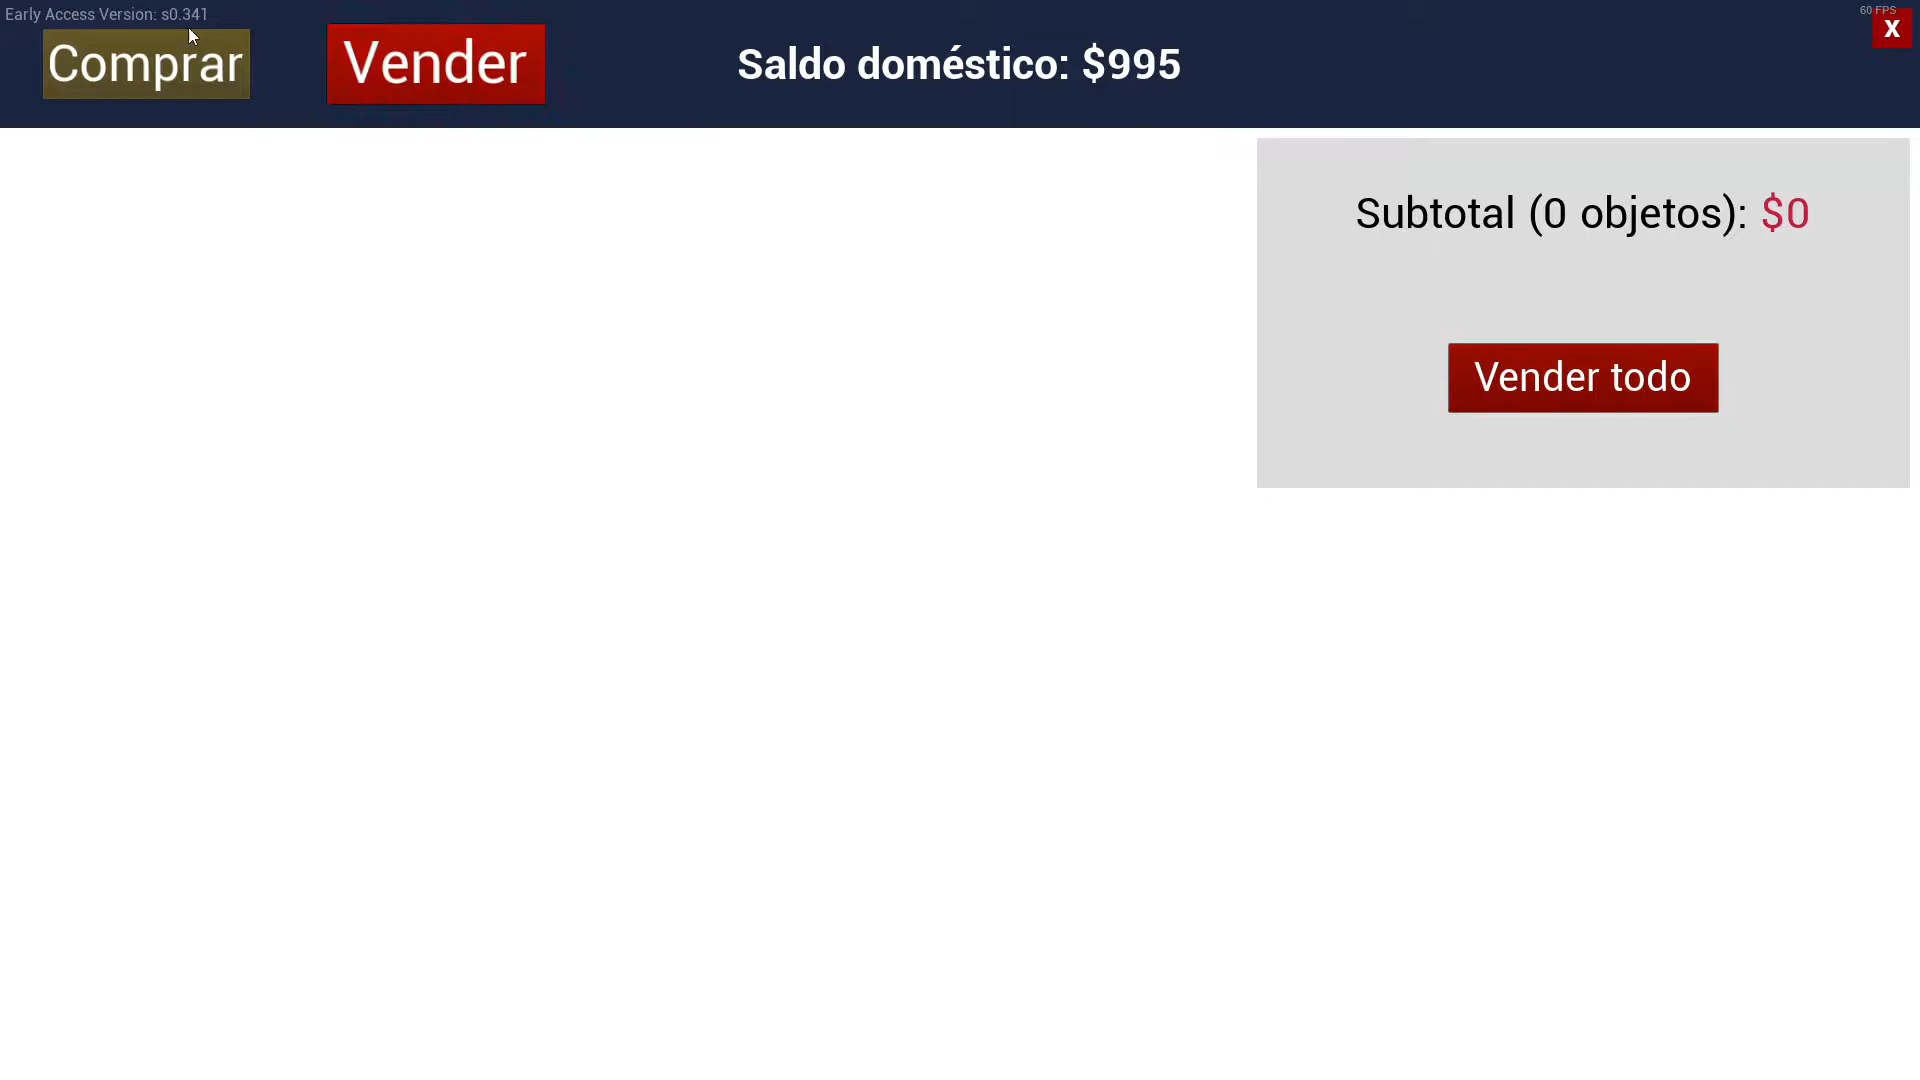 Early Access Version: s0.341
60 FPS
X
Comprar
Vender
Saldo doméstico: $995
Subtotal (0 objetos): $0
Vender todo